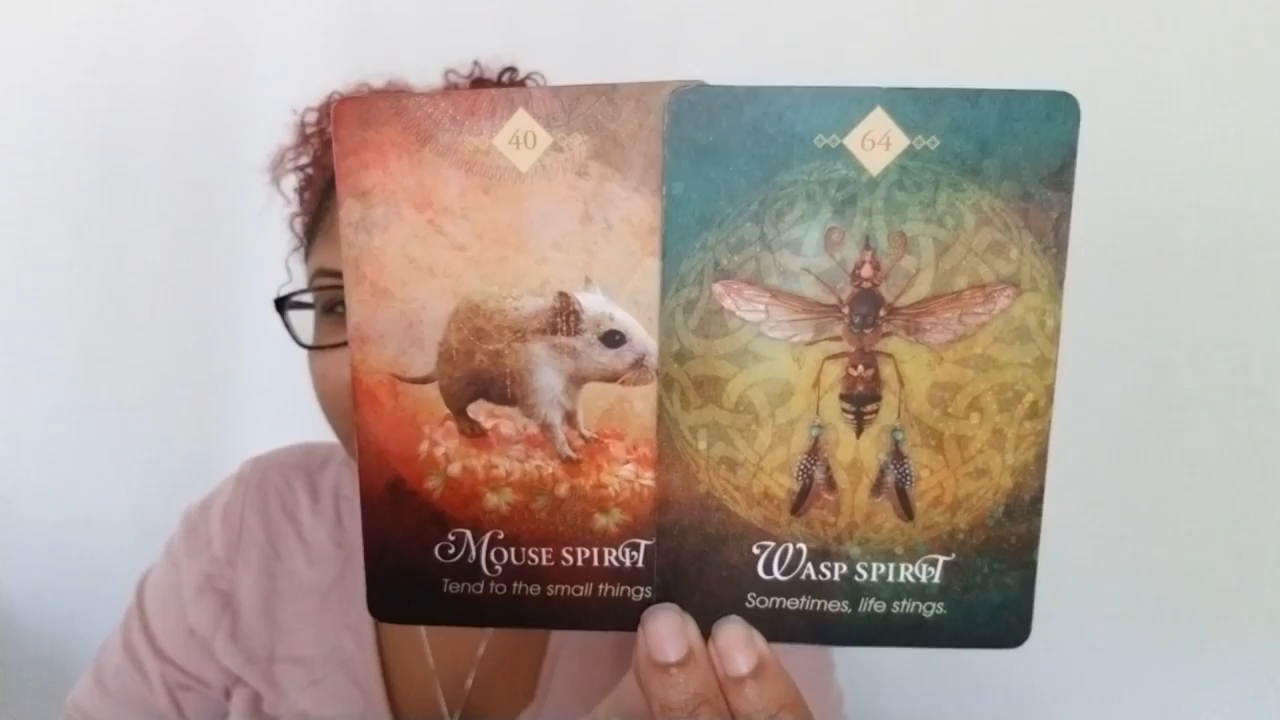 40
MOUSE SPIRIT
Tend to the small things
64
WASP SPIRIT
Sometimes, life stings.